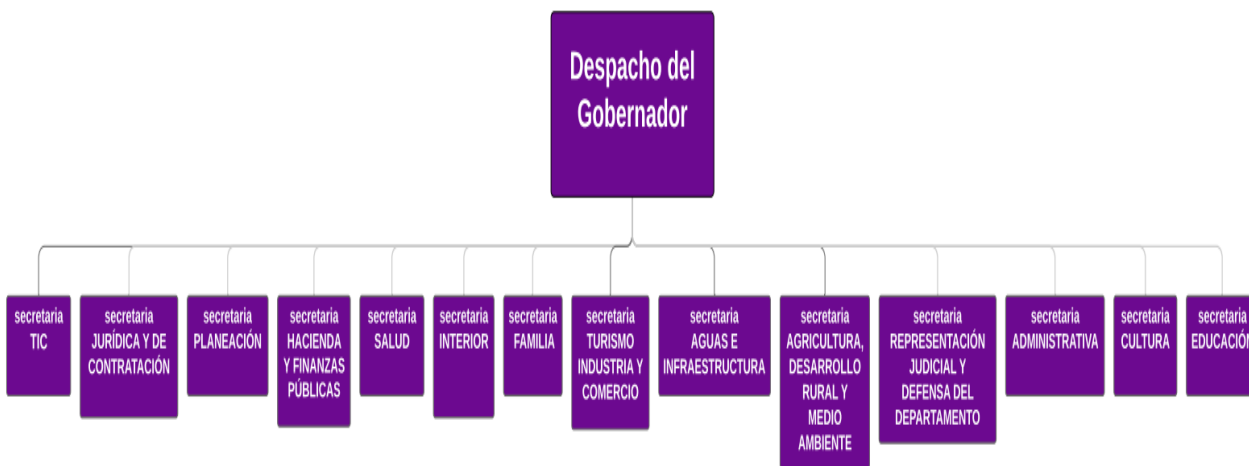 Despacho del
Gobernador
secretaria
TIC
secretaria
JURÍDICA Y DE
CONTRATACIÓN
secretaria
PLANEACIÓN
secretaria
HACIENDA
Y FINANZAS
PÚBLICAS
secretaria
SALUD
secretaria
INTERIOR
secretaria
FAMILIA
secretaria
TURISMO
INDUSTRIA Y
COMERCIO
secretaria
AGUAS E
INFRAESTRUCTURA
secretaria
AGRICULTURA,
DESARROLLO
RURAL Y
MEDIO
AMBIENTE
secretaria
REPRESENTACIÓN
JUDICIAL Y
DEFENSA DEL
DEPARTAMENTO
secretaria
ADMINISTRATIVA
secretaria
CULTURA
secretaria
EDUCACIÓN